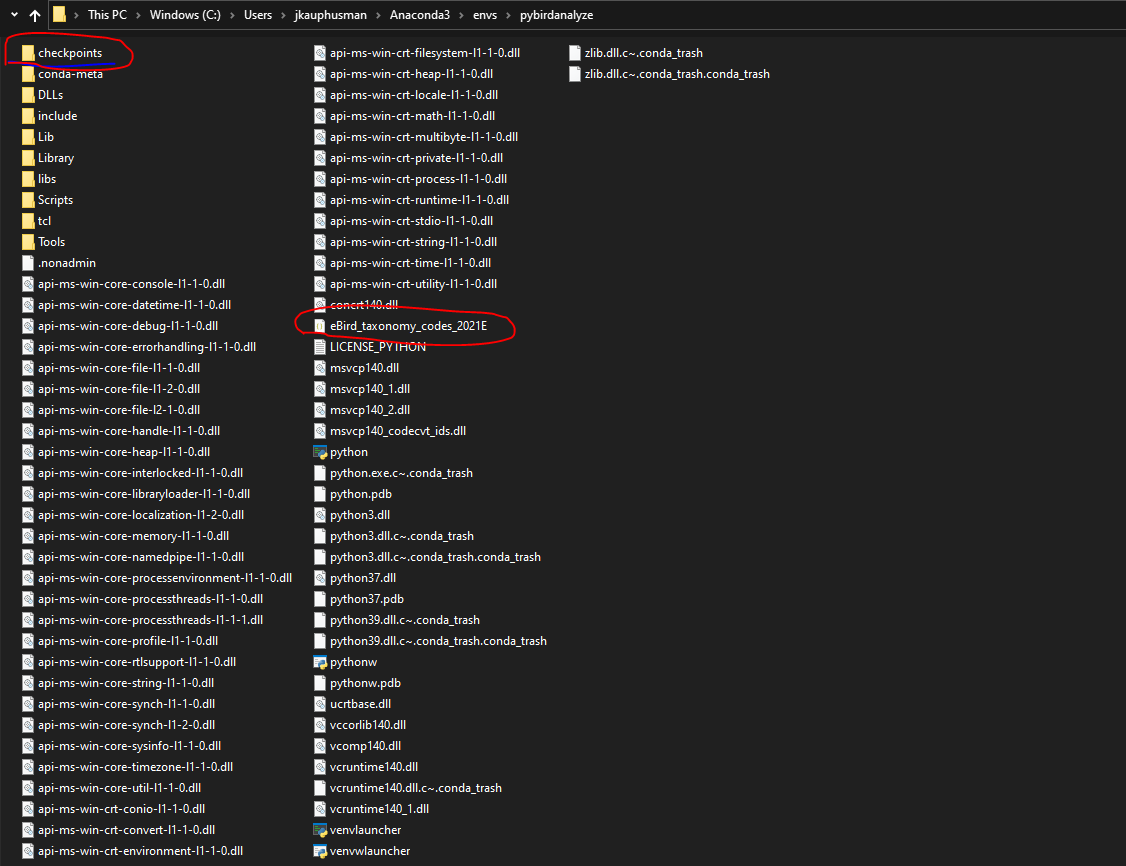 This PC > Windows (C:) > Users > jkauphusman > Anaconda3 > envs > pybirdanalyze
checkpoints
conda-meta
DLLs
include
Lib
Library
libs
Scripts
tcl
Tools
.nonadmin
api-ms-win-core-console-l1-1-0.dll
api-ms-win-core-datetime-l1-1-0.dll
api-ms-win-core-debug-l1-1-0.dll
api-ms-win-core-errorhandling-l1-1-0.dll
api-ms-win-core-file-l1-1-0.dll
api-ms-win-core-file-l1-2-0.dll
api-ms-win-core-file-l2-1-0.dll
api-ms-win-core-handle-l1-1-0.dll
api-ms-win-core-heap-l1-1-0.dll
api-ms-win-core-interlocked-l1-1-0.dll
api-ms-win-core-libraryloader-l1-1-0.dll
api-ms-win-core-localization-l1-2-0.dll
api-ms-win-core-memory-l1-1-0.dll
api-ms-win-core-namedpipe-l1-1-0.dll
api-ms-win-core-processenvironment-l1-1-0.dll
api-ms-win-core-processthreads-l1-1-0.dll
api-ms-win-core-processthreads-l1-1-1.dll
api-ms-win-core-profile-l1-1-0.dll
api-ms-win-core-rtlsupport-l1-1-0.dll
api-ms-win-core-string-l1-1-0.dll
api-ms-win-core-synch-l1-1-0.dll
api-ms-win-core-synch-l1-2-0.dll
api-ms-win-core-sysinfo-l1-1-0.dll
api-ms-win-core-timezone-l1-1-0.dll
api-ms-win-core-util-l1-1-0.dll
api-ms-win-crt-conio-l1-1-0.dll
api-ms-win-crt-convert-l1-1-0.dll
api-ms-win-crt-environment-l1-1-0.dll
api-ms-win-crt-filesystem-l1-1-0.dll
api-ms-win-crt-heap-l1-1-0.dll
api-ms-win-crt-locale-l1-1-0.dll
api-ms-win-crt-math-l1-1-0.dll
api-ms-win-crt-multibyte-l1-1-0.dll
api-ms-win-crt-private-l1-1-0.dll
api-ms-win-crt-process-l1-1-0.dll
api-ms-win-crt-runtime-l1-1-0.dll
api-ms-win-crt-stdio-l1-1-0.dll
api-ms-win-crt-string-l1-1-0.dll
api-ms-win-crt-time-l1-1-0.dll
api-ms-win-crt-utility-l1-1-0.dll
concrt140.dll
eBird_taxonomy_codes_2021E
LICENSE_PYTHON
msvcp140.dll
msvcp140_1.dll
msvcp140_2.dll
msvcp140_codecvt_ids.dll
python
python.exe.c~.conda_trash
python.pdb
python3.dll
python3.dll.c~.conda_trash
python3.dll.c~.conda_trash.conda_trash
python37.dll
python37.pdb
python39.dll.c~.conda_trash
python39.dll.c~.conda_trash.conda_trash
pythonw
pythonw.pdb
ucrtbase.dll
vccorlib140.dll
vcomp140.dll
vcruntime140.dll
vcruntime140.dll.c~.conda_trash
vcruntime140_1.dll
venvlauncher
venvwlauncher
zlib.dll.c~.conda_trash
zlib.dll.c~.conda_trash.conda_trash